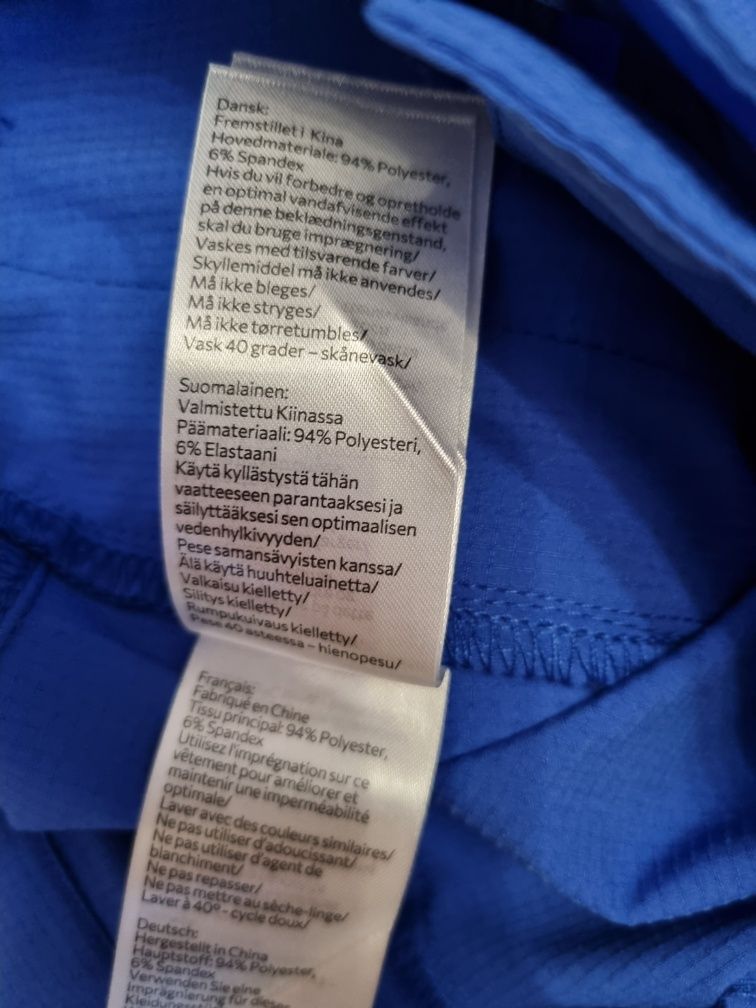 Dansk:
Fremstillet i Kina
Hovedmateriale: 94% Polyester,
6% Spandex
Hvis du vil forbedre og opretholde
en optimal vandafvisende effekt
på denne beklædningsgenstand,
skal du bruge imprægnering/
Vaskes med tilsvarende farver/
Skyllemiddel må ikke anvendes/
Må ikke bleges/
Må ikke stryges/
Må ikke tørretumbles/
Vask 40 grader – skånevask/
Suomalainen:
Valmistettu Kiinassa
Päämateriaali: 94% Polyesteri,
6% Elastaani
Käytä kyllästystä tähän
vaatteeseen parantaaksesi ja
säilyttääksesi sen optimaalisen
vedenhylkivyyden/
Pese samansävyisten kanssa/
Älä käytä huuhteluainetta/
Valkaisu kielletty/
Silitys kielletty/
Rumpukuivaus kielletty/
Pese 40 asteessa – hienopesu/
Français:
Fabriqué en Chine
Tissu principal: 94% Polyester,
6% Spandex
Utilisez l'imprégnation sur ce
vêtement pour améliorer et
maintenir une imperméabilité
optimale/
Laver avec des couleurs similaires/
Ne pas utiliser d'adoucissant/
Ne pas utiliser d'agent de
blanchiment/
Ne pas repasser/
Ne pas mettre au sèche-linge/
Laver à 40° - cycle doux/
Deutsch:
Hergestellt in China
Hauptstoff: 94% Polyester,
6% Spandex
Verwenden Sie eine
Imprägnierung für dieses